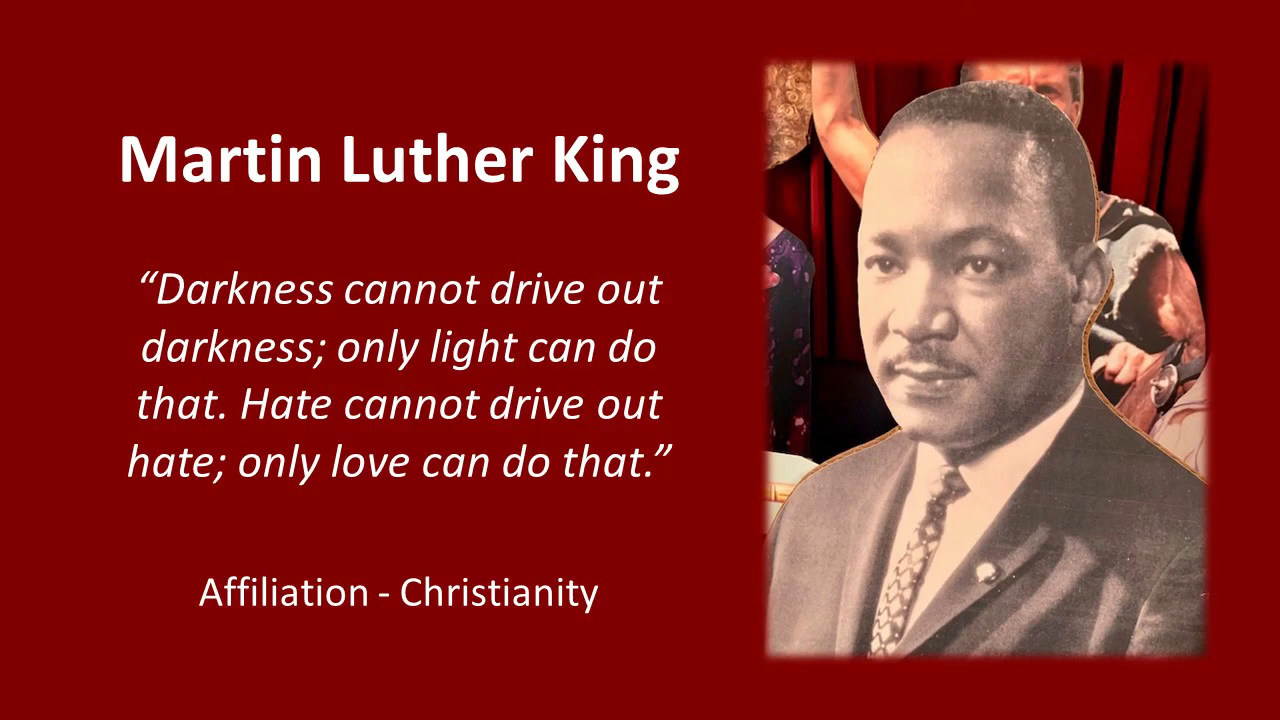 Martin Luther King
“Darkness cannot drive out
darkness; only light can do
that. Hate cannot drive out
hate; only love can do that.”
Affiliation - Christianity